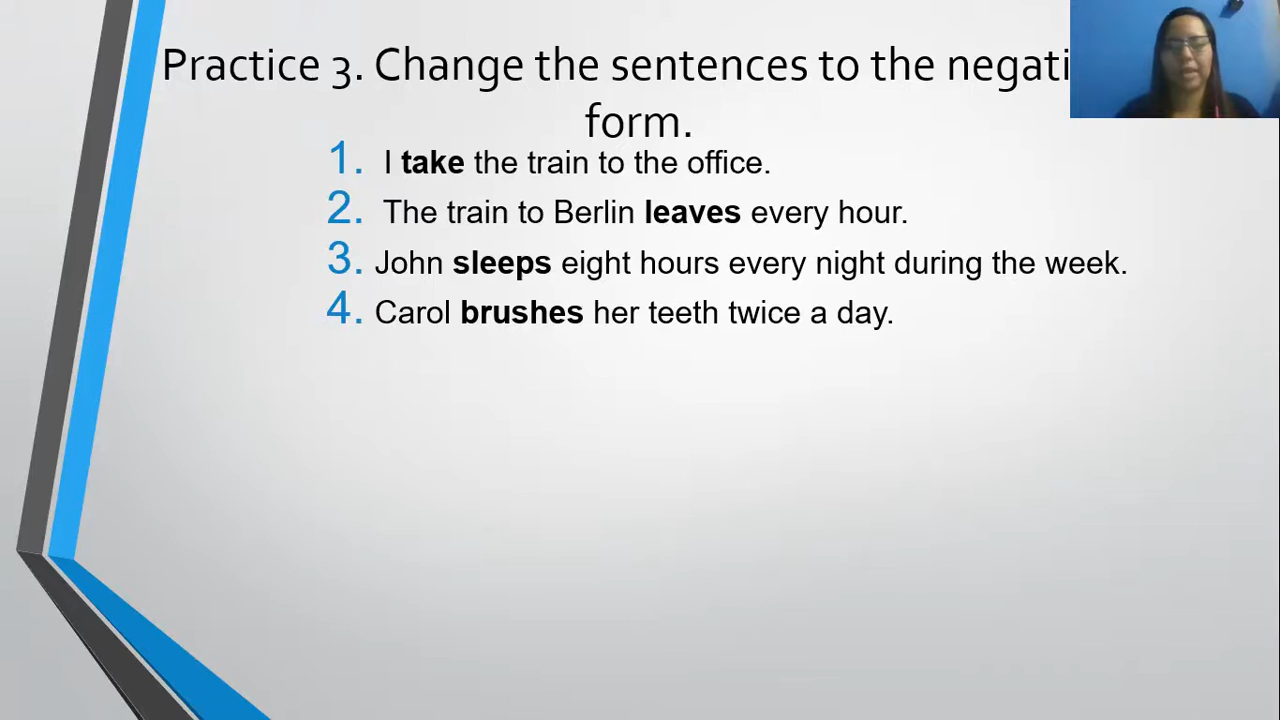 Practice 3. Change the sentences to the
form.
1. I take the train to the office.
2. The train to Berlin leaves every hour.
3. John sleeps eight hours every night during the week.
4. Carol brushes her teeth twice a day.